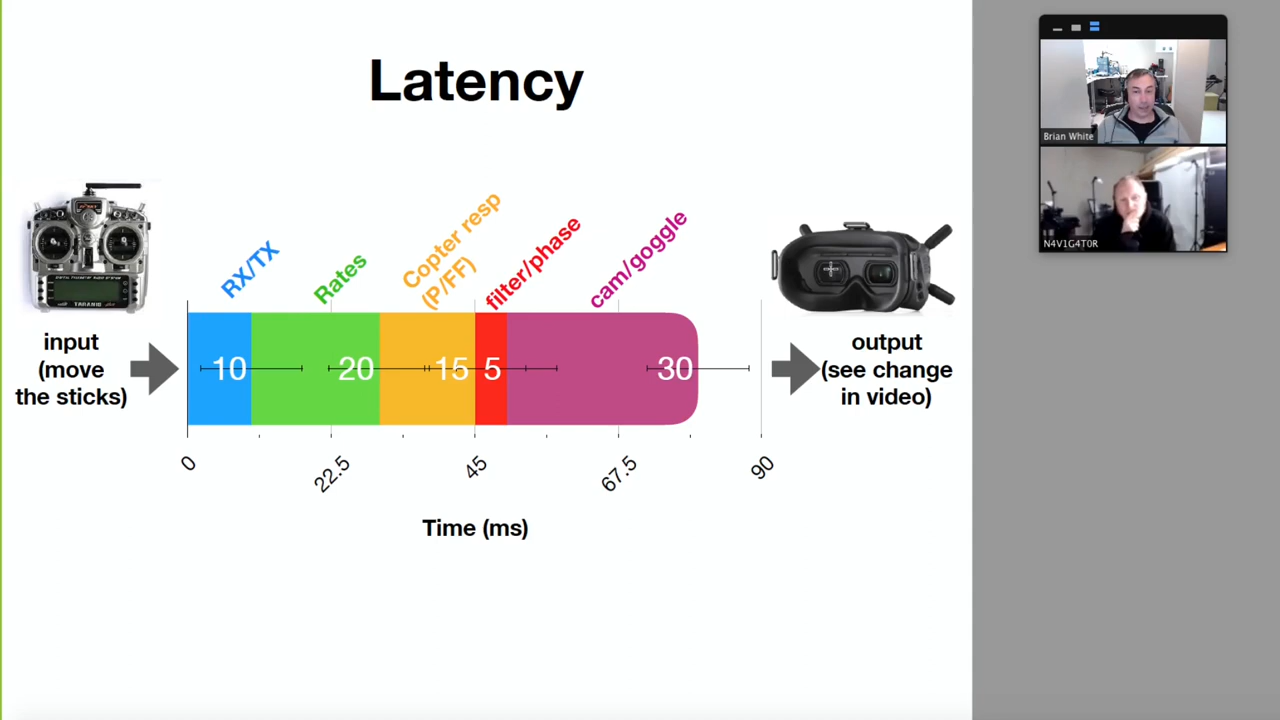 Latency
RX/TX
Rates
Copter resp
(P/FF)
filter/phase
cam/goggle
TARANIS
input
(move
the sticks)
10
20
15
5
30
output
(see change
in video)
0
22.5
45
67.5
90
Time (ms)
Brian White
N4V1G4T0R